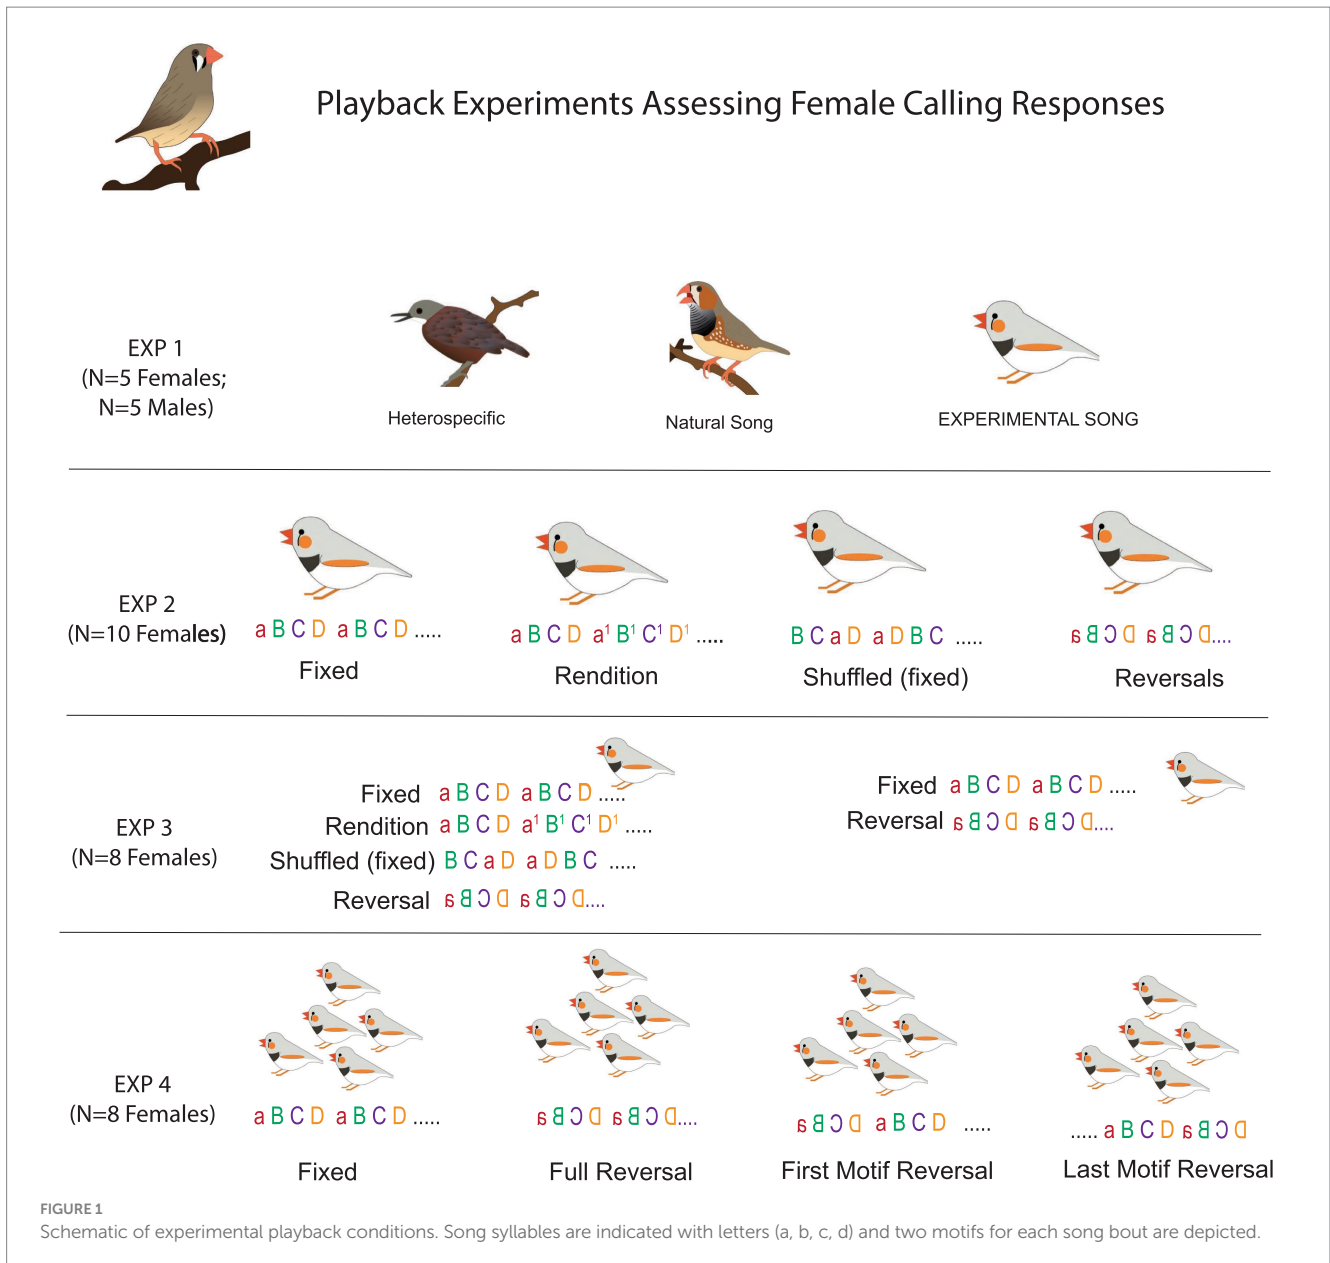 Playback Experiments Assessing Female Calling Responses
EXP 1
(N=5 Females;
N=5 Males)
Heterospecific
Natural Song
EXPERIMENTAL SONG
EXP 2
(N=10 Females)
a B C D a B C D .....
Fixed
a B C D a¹ B¹ C¹ D¹ .....
Rendition
B C a D a D B C .....
Shuffled (fixed)
a B C D a B C D....
Reversals
EXP 3
(N=8 Females)
Fixed a B C D a B C D .....
Rendition a B C D a¹ B¹ C¹ D¹ .....
Shuffled (fixed) B C a D a D B C .....
Reversal a B C D a B C D....
Fixed a B C D a B C D .....
Reversal a B C D a B C D....
EXP 4
(N=8 Females)
a B C D a B C D .....
Fixed
a B C D a B C D....
Full Reversal
a B C D a B C D .....
First Motif Reversal
..... a B C D a B C D
Last Motif Reversal
FIGURE 1
Schematic of experimental playback conditions. Song syllables are indicated with letters (a, b, c, d) and two motifs for each song bout are depicted.